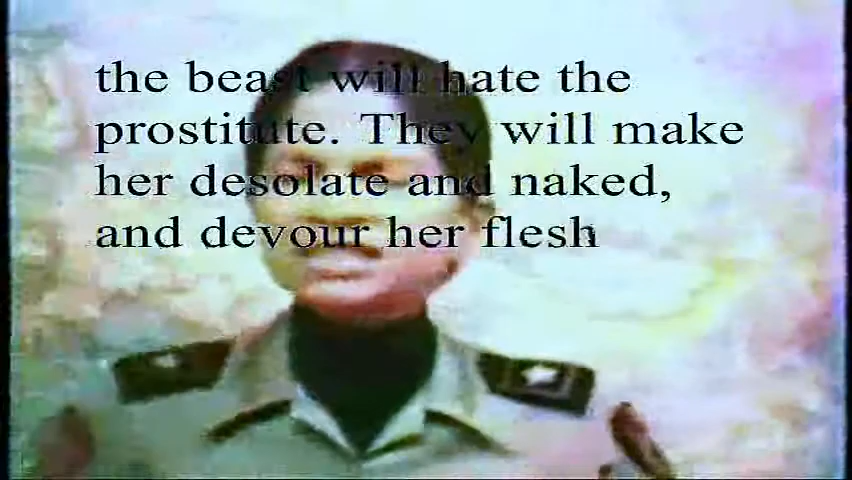 the beast will hate the
prostitute. They will make
her desolate and naked,
and devour her flesh